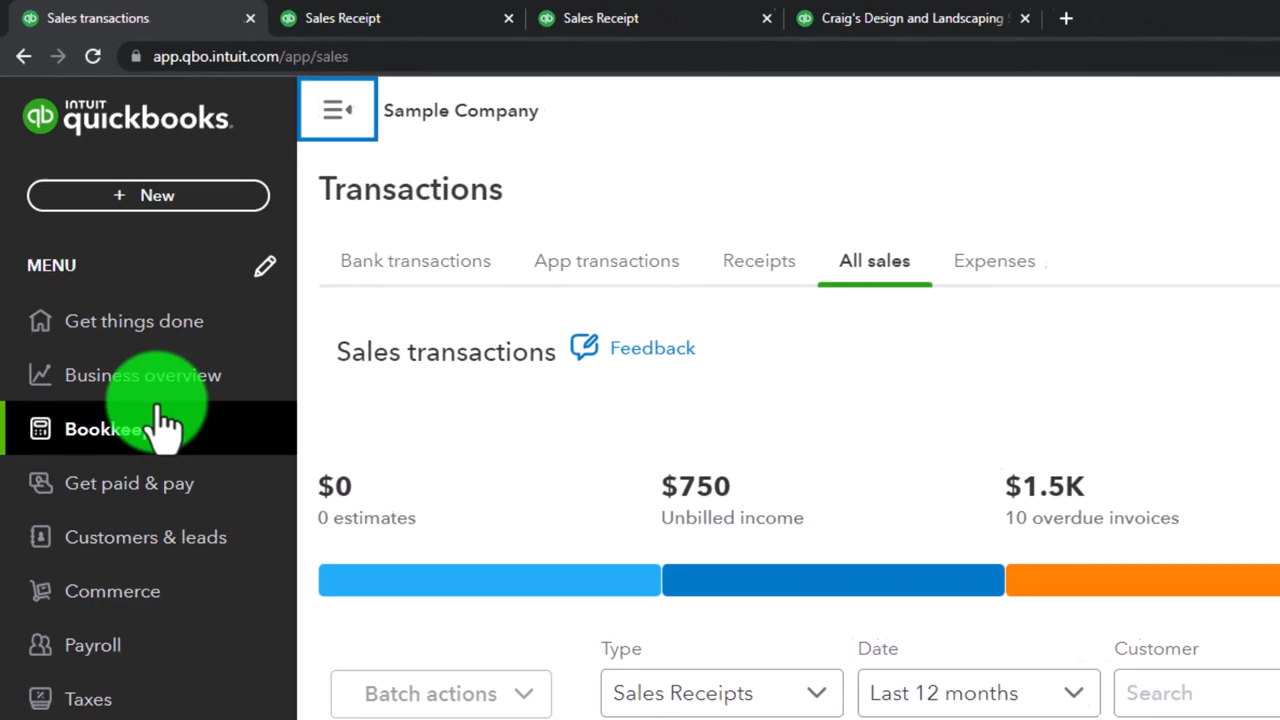 Sales transactions
Sales Receipt
Sales Receipt
Craig's Design and Landscaping
app.qbo.intuit.com/app/sales
INTUIT
quickbooks.
Sample Company
+ New
Transactions
MENU
Bank transactions
App transactions
Receipts
All sales
Expenses
Get things done
Sales transactions
Feedback
Business overview
Get paid & pay
$0
$750
$1.5K
0 estimates
Unbilled income
10 overdue invoices
Customers & leads
Commerce
Payroll
Taxes
Type
Date
Customer
Batch actions
Sales Receipts
Last 12 months
Search